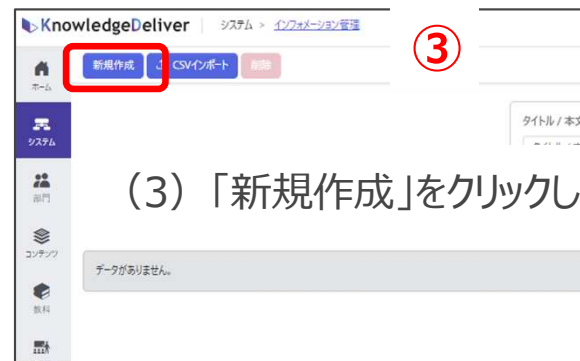 KnowledgeDeliver システム > インフォメーション管理
③
新規作成 CSVインポート 削除
ホーム
タイトル / 本文
システム
（3）「新規作成」をクリックし
部門
コンテンツ
データがありません。
教科